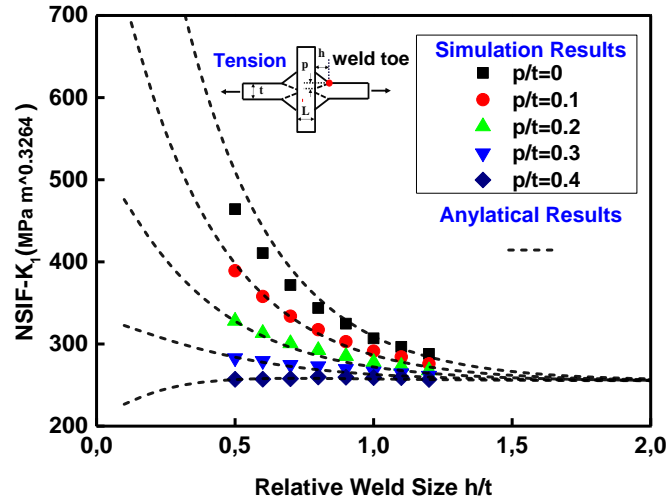 700
600
500
400
300
200
0,0
0,5
1,0
1,5
2,0
NSIF-K1(MPa m^0.3264)
Relative Weld Size h/t
Tension
h
weld toe
p
t
L
Simulation Results
p/t=0
p/t=0.1
p/t=0.2
p/t=0.3
p/t=0.4
Anylatical Results